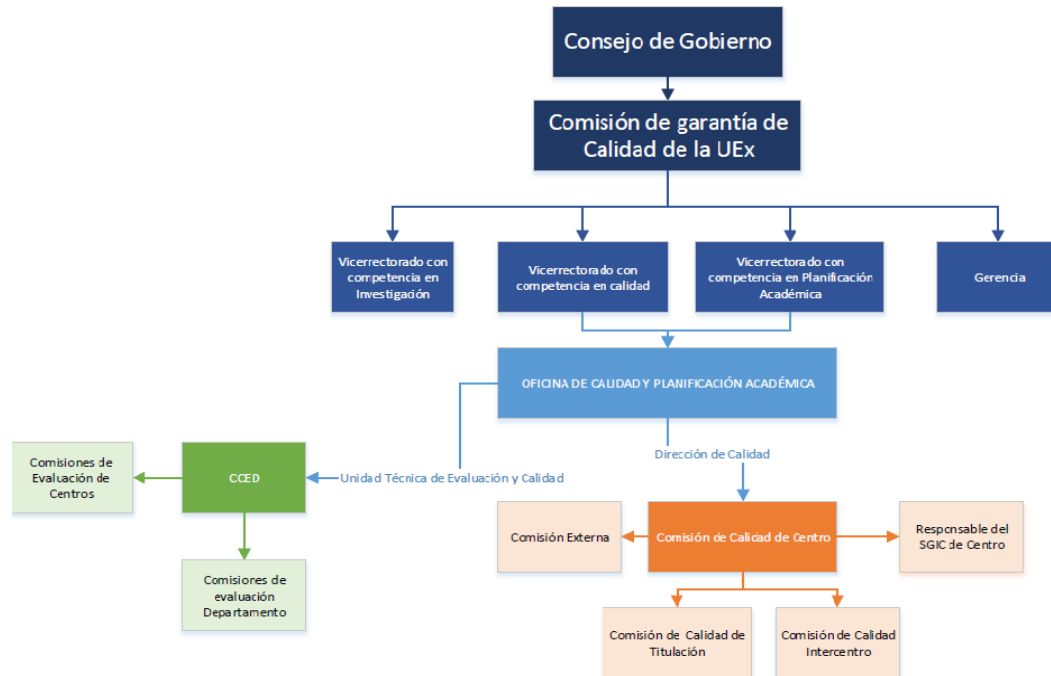 Consejo de Gobierno
Comisión de garantía de
Calidad de la UEx
Vicerrectorado con
competencia en
Investigación
Vicerrectorado con
competencia en calidad
Vicerrectorado con
competencia en Planificación
Académica
Gerencia
OFICINA DE CALIDAD Y PLANIFICACIÓN ACADÉMICA
Dirección de Calidad
Comisiones de
Evaluación de
Centros
CCED
Unidad Técnica de Evaluación y Calidad
Comisión Externa
Comisión de Calidad de Centro
Responsable del
SGIC de Centro
Comisiones de
evaluación
Departamento
Comisión de Calidad de
Titulación
Comisión de Calidad
Intercentro